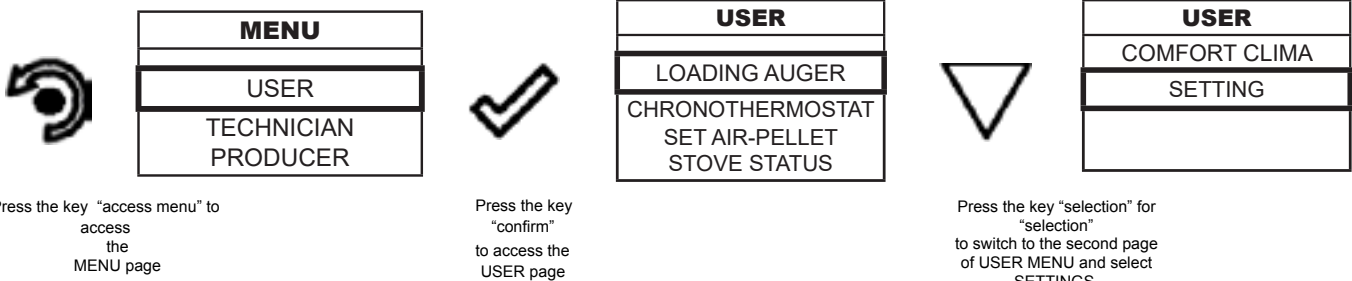 MENU
USER
TECHNICIAN
PRODUCER
Press the key “access menu” to
access
the
MENU page
Press the key
“confirm”
to access the
USER page
USER
LOADING AUGER
CHRONOTHERMOSTAT
SET AIR-PELLET
STOVE STATUS
Press the key “selection” for
“selection”
to switch to the second page
of USER MENU and select
SETTINGS
USER
COMFORT CLIMA
SETTING